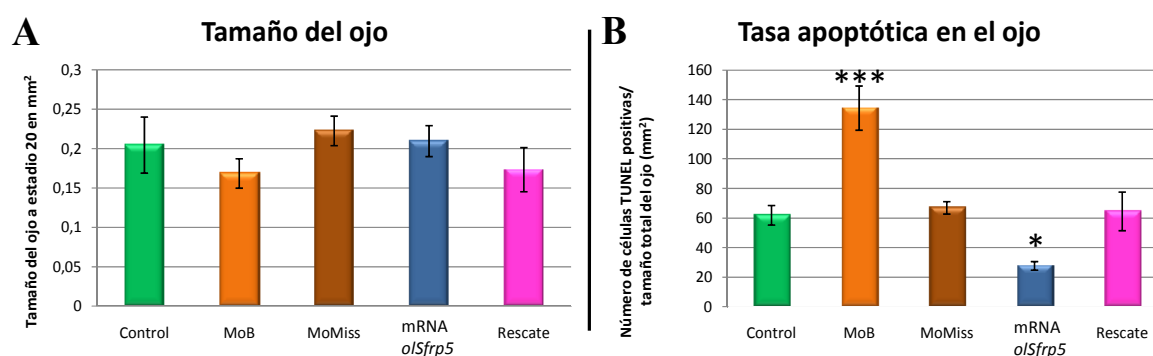 A
Tamaño del ojo
Tamaño del ojo a estadio 20 en mm²
0,3
0,25
0,2
0,15
0,1
0,05
0
Control
MoB
MoMiss
mRNA
olSfrp5
Rescate
B
Tasa apoptótica en el ojo
Número de células TUNEL positivas/
tamaño total del ojo (mm²)
160
140
120
100
80
60
40
20
0
***
*
Control
MoB
MoMiss
mRNA
olSfrp5
Rescate